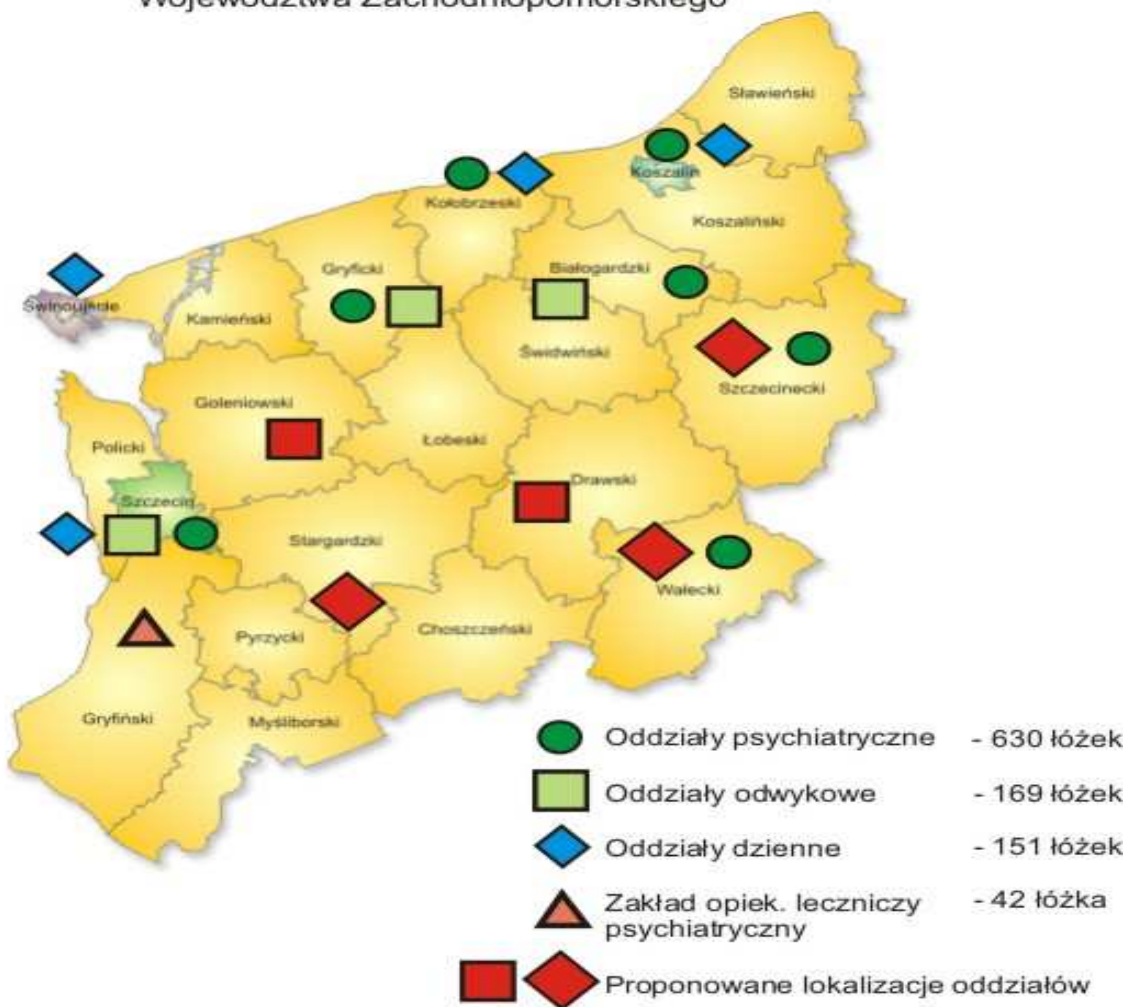 Województwa Zachodniopomorskiego
Sławieński
Koszalin
Kołobrzeski
Koszaliński
Gryficki
Białogardzki
Świnoujście
Kamieński
Świdwiński
Szczecinecki
Goleniowski
Łobeski
Policki
Drawski
Szczecin
Stargardzki
Wałecki
Pyrzycki
Choszczeński
Gryfiński
Myśliborski
Oddziały psychiatryczne - 630 łóżek
Oddziały odwykowe - 169 łóżek
Oddziały dzienne - 151 łóżek
Zakład opiek. leczniczy - 42 łóżka
psychiatryczny
Proponowane lokalizacje oddziałów